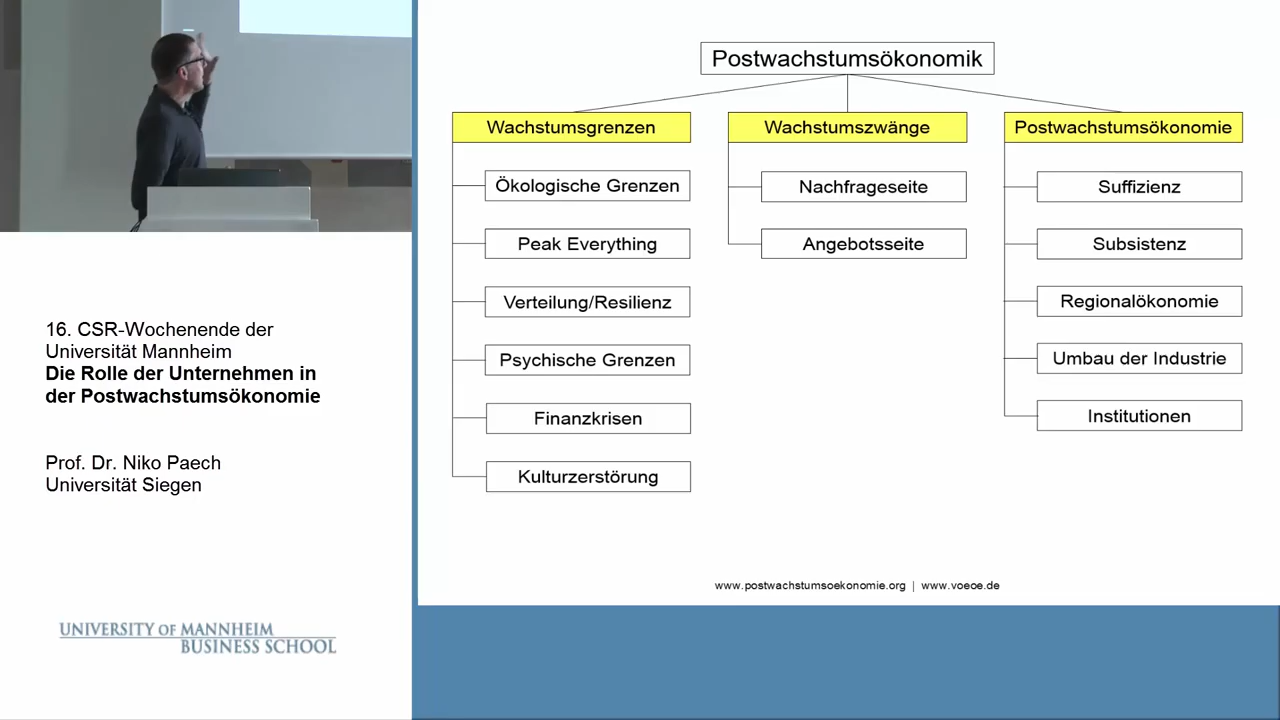 16. CSR-Wochenende der
Universität Mannheim
Die Rolle der Unternehmen in
der Postwachstumsökonomie
Prof. Dr. Niko Paech
Universität Siegen
UNIVERSITY OF MANNHEIM
BUSINESS SCHOOL
Postwachstumsökonomik
Wachstumsgrenzen
Ökologische Grenzen
Peak Everything
Verteilung/Resilienz
Psychische Grenzen
Finanzkrisen
Kulturzerstörung
Wachstumszwänge
Nachfrageseite
Angebotsseite
Postwachstumsökonomie
Suffizienz
Subsistenz
Regionalökonomie
Umbau der Industrie
Institutionen
www.postwachstumsoekonomie.org | www.voeoe.de